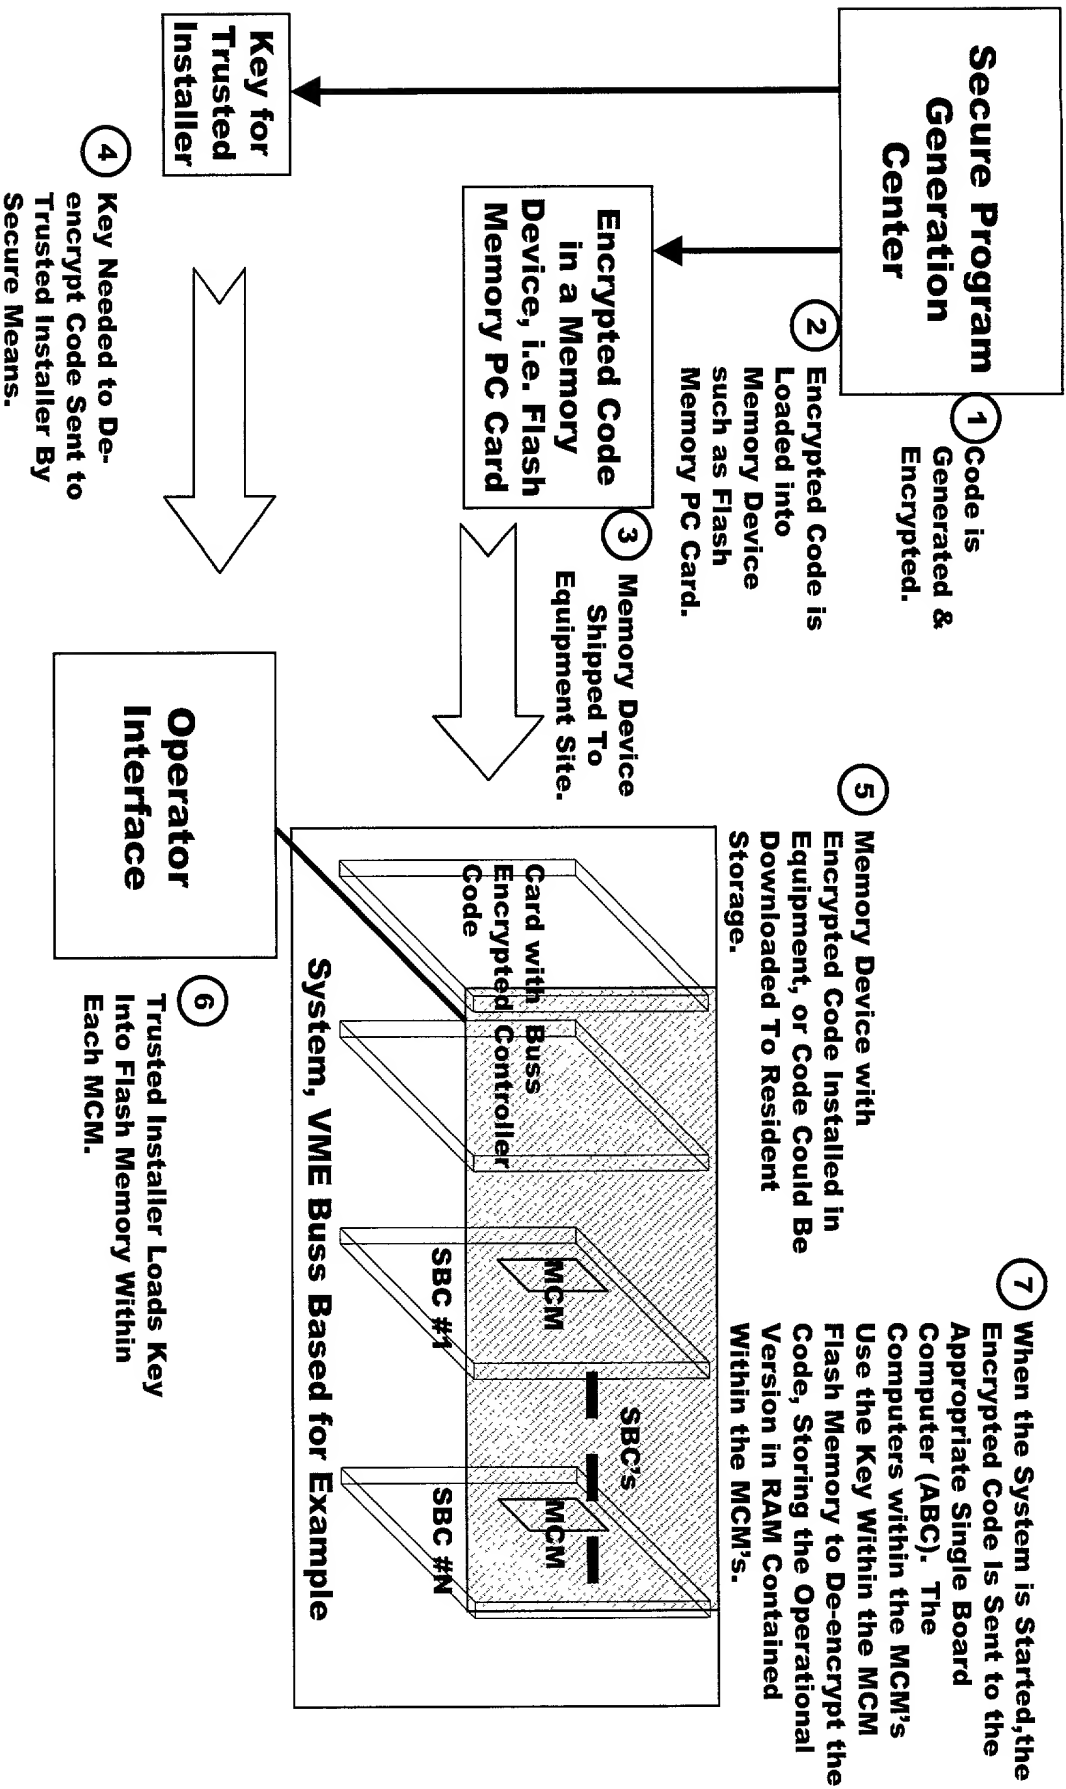 Secure Program
Generation
Center
1
Code is
Generated &
Encrypted.
2
Encrypted Code is
Loaded into
Memory Device
such as Flash
Memory PC Card.
Encrypted Code
in a Memory
Device, i.e. Flash
Memory PC Card
3
Memory Device
Shipped To
Equipment Site.
Key for
Trusted
Installer
4
Key Needed to De-
encrypt Code Sent to
Trusted Installer By
Secure Means.
5
Memory Device with
Encrypted Code Installed in
Equipment, or Code Could Be
Downloaded To Resident
Storage.
Operator
Interface
6
Trusted Installer Loads Key
Into Flash Memory Within
Each MCM.
7
When the System is Started,the
Encrypted Code Is Sent to the
Appropriate Single Board
Computer (ABC). The
Computers within the MCM's
Use the Key Within the MCM
Flash Memory to De-encrypt the
Code, Storing the Operational
Version in RAM Contained
Within the MCM's.
Card with
Encrypted
Code
Buss
Controller
MCM
SBC #1
SBC's
MCM
SBC #N
System, VME Buss Based for Example